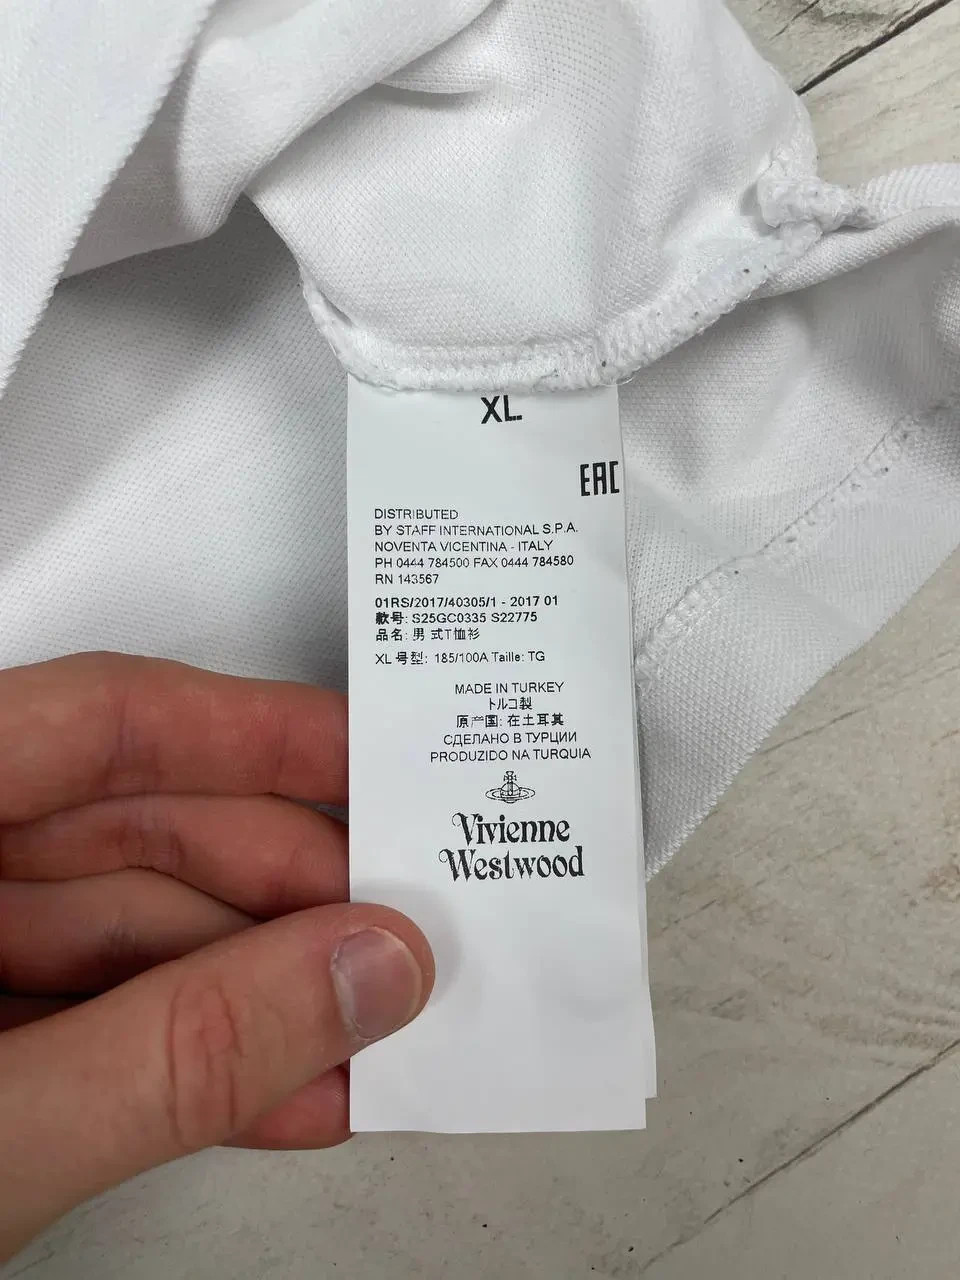 XL
EAC
DISTRIBUTED
BY STAFF INTERNATIONAL S.P.A.
NOVENTA VICENTINA - ITALY
PH 0444 784500 FAX 0444 784580
RN 143567
01RS/2017/40305/1 - 2017 01
款号: S25GC0335 S22775
品名: 男 式T恤衫
XL 号型: 185/100A Taille: TG
MADE IN TURKEY
トルコ製
原产国: 在土耳其
СДЕЛАНО В ТУРЦИИ
PRODUZIDO NA TURQUIA
Vivienne
Westwood